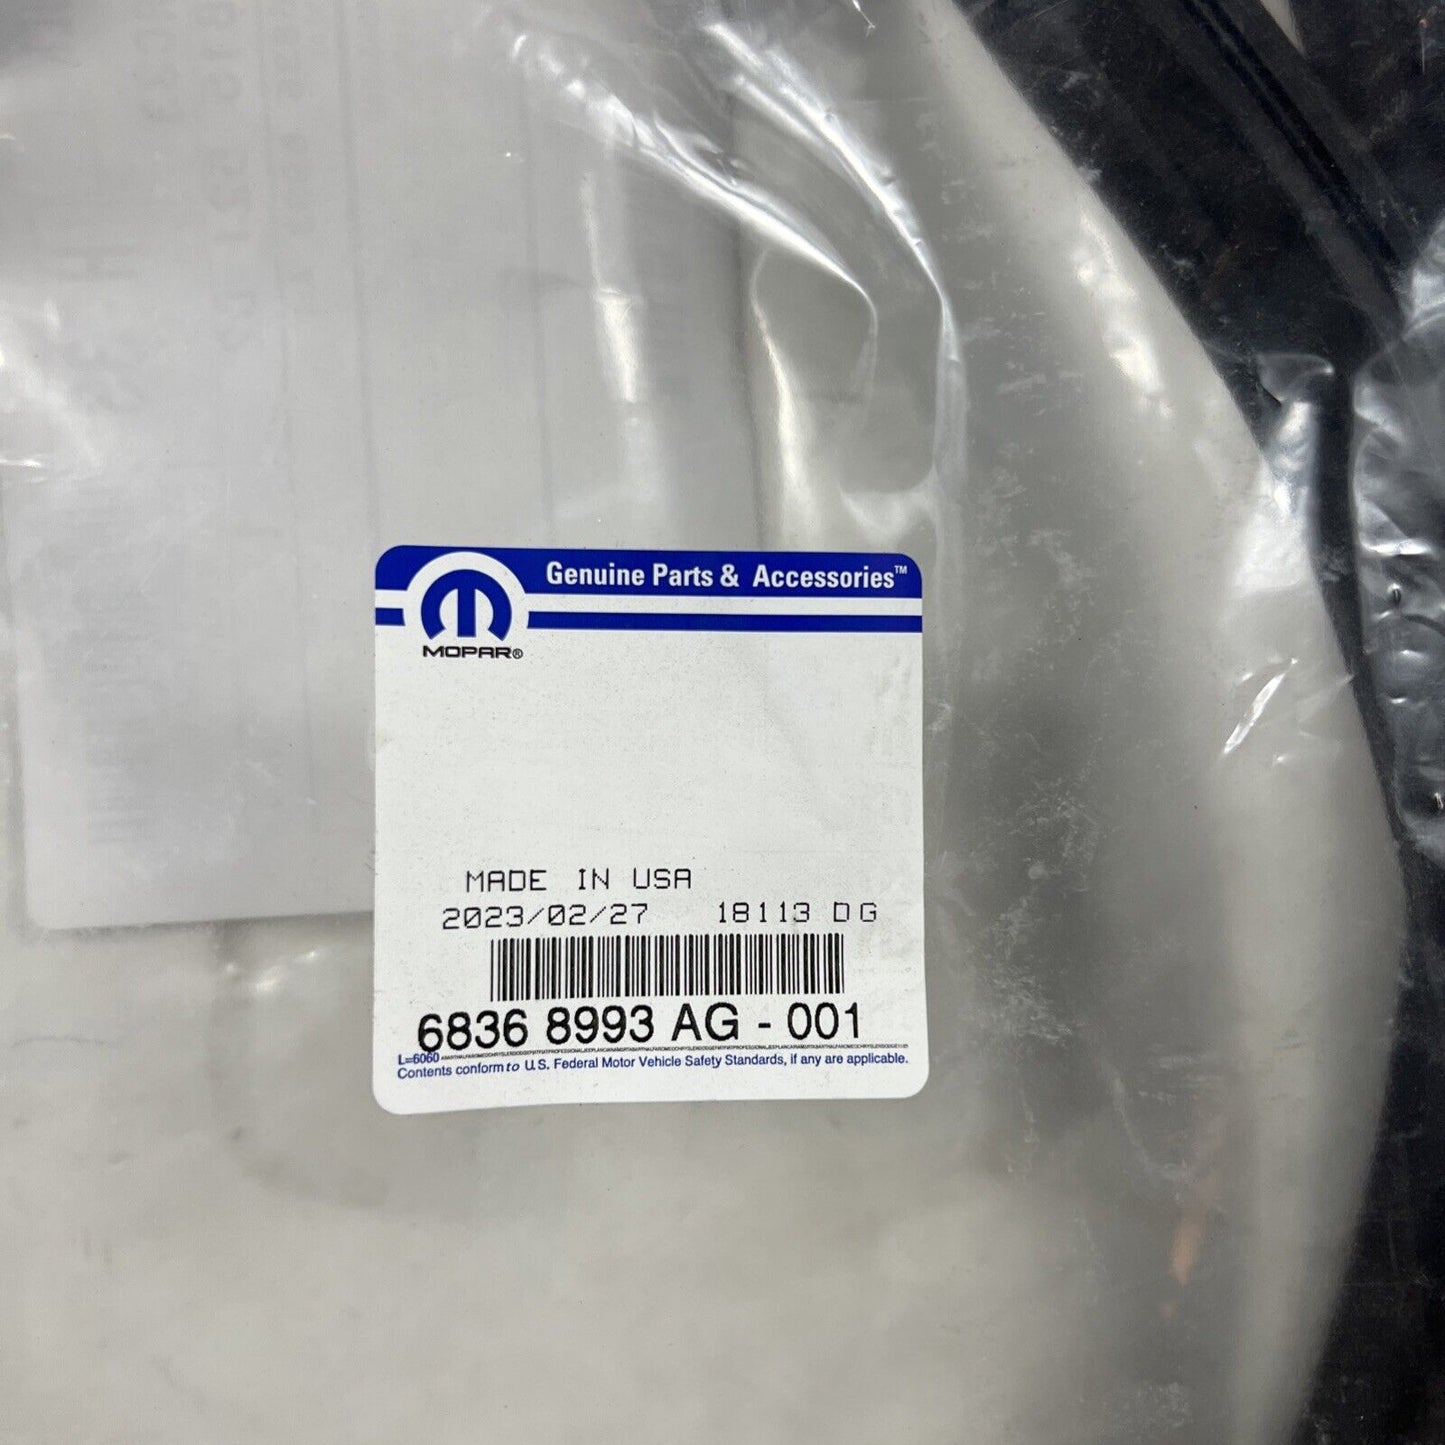 Genuine Parts & Accessories™
MOPAR®
MADE IN USA
2023/02/27 18113 DG
6836 8993 AG - 001
L=6060
Contents conform to U.S. Federal Motor Vehicle Safety Standards, if any are applicable.